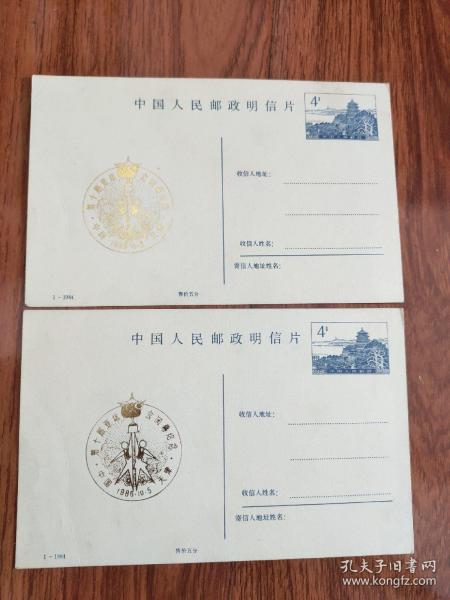 中国人民邮政明信片
4分
收信人地址:
收信人姓名:
寄信人地址姓名:
1-1984
售价五分
中国人民邮政明信片
4分
收信人地址:
中国
1986·10·5
天津
收信人姓名:
寄信人地址姓名:
1-1984
售价五分
孔夫子旧书网
www.kongfz.com